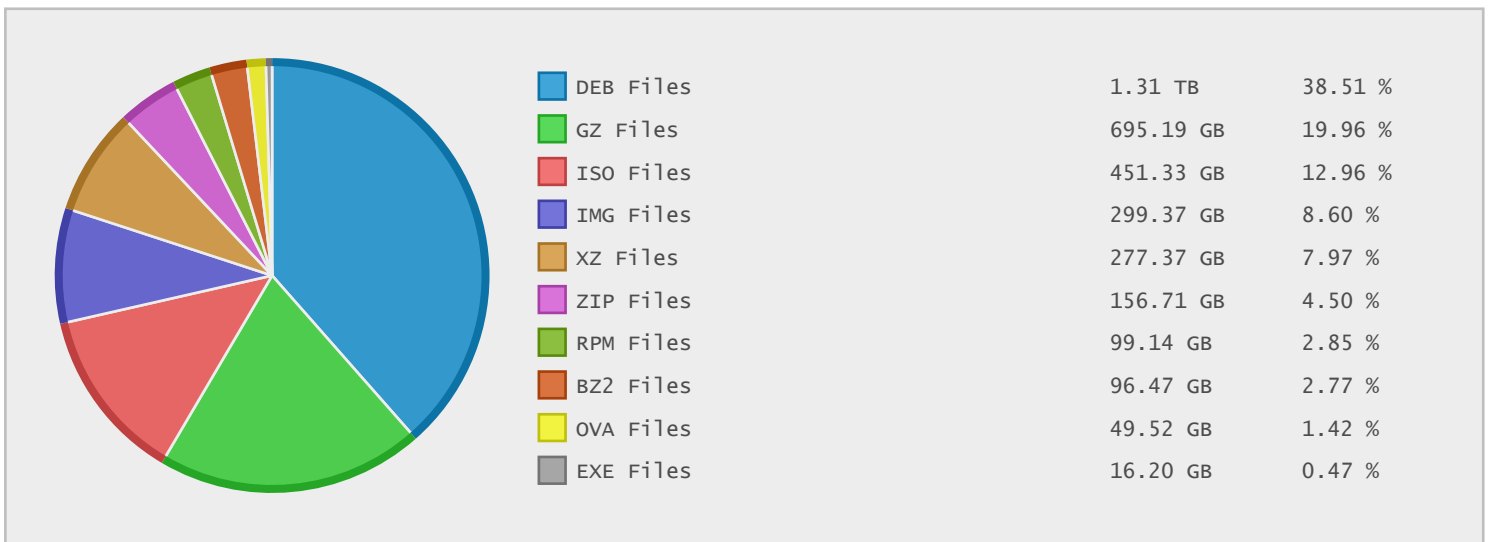 DEB Files 1.31 TB 38.51 %
GZ Files 695.19 GB 19.96 %
ISO Files 451.33 GB 12.96 %
IMG Files 299.37 GB 8.60 %
XZ Files 277.37 GB 7.97 %
ZIP Files 156.71 GB 4.50 %
RPM Files 99.14 GB 2.85 %
BZ2 Files 96.47 GB 2.77 %
OVA Files 49.52 GB 1.42 %
EXE Files 16.20 GB 0.47 %